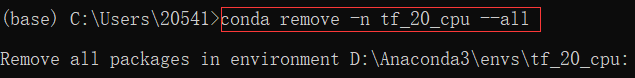 (base) C:\Users\20541>conda remove -n tf_20_cpu --all
Remove all packages in environment D:\Anaconda3\envs\tf_20_cpu: